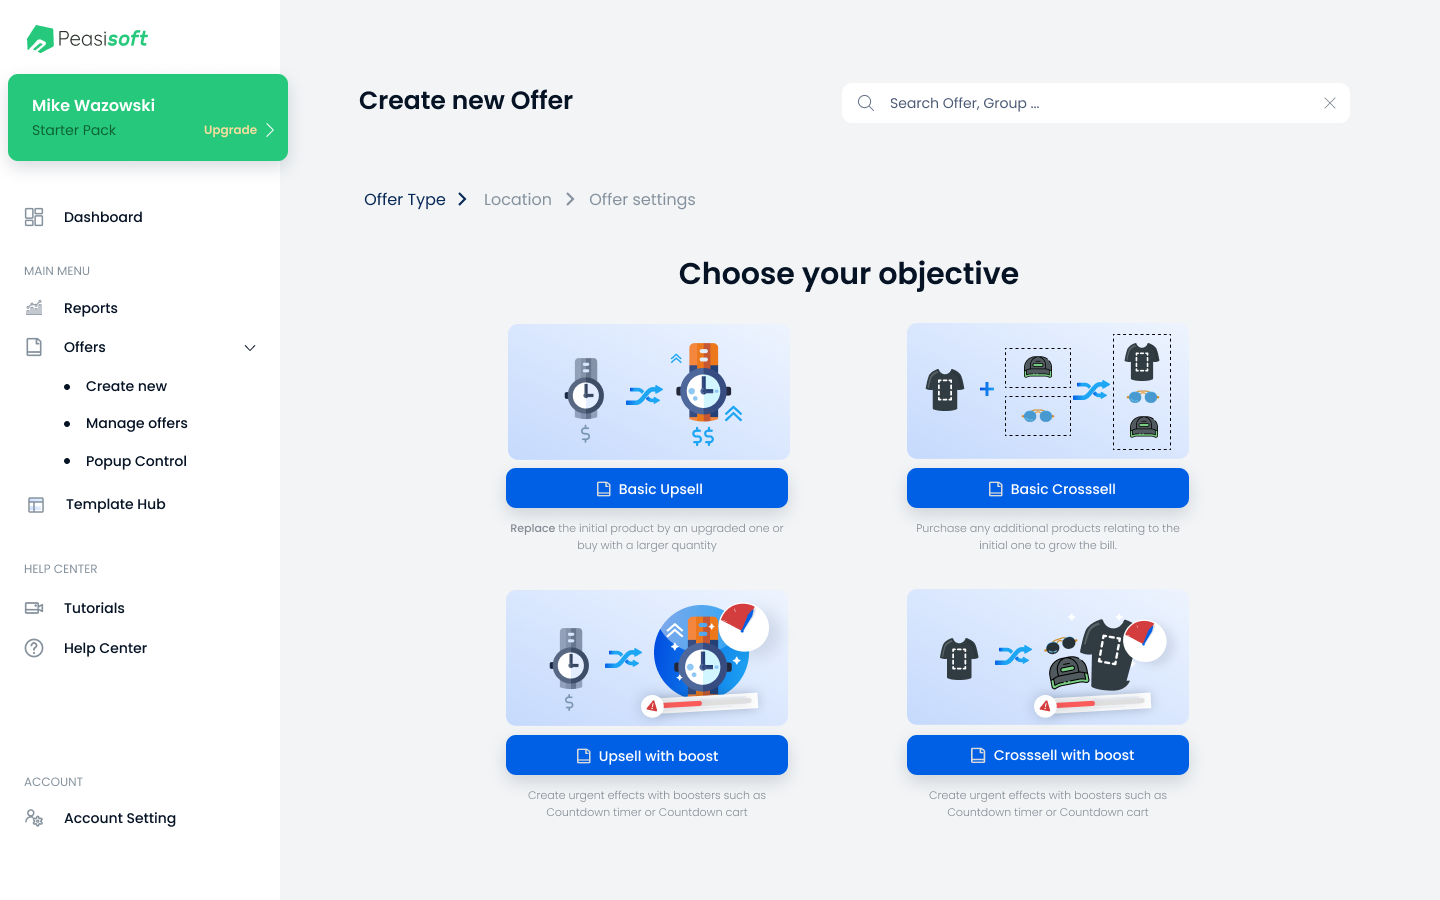 Peasisoft
Mike Wazowski
Starter Pack
Upgrade
Dashboard
MAIN MENU
Reports
Offers
Create new
Manage offers
Popup Control
Template Hub
HELP CENTER
Tutorials
Help Center
ACCOUNT
Account Setting
Create new Offer
Search Offer, Group ...
Offer Type
Location
Offer settings
Choose your objective
$
$$
Basic Upsell
Replace the initial product by an upgraded one or
buy with a larger quantity
+
Basic Crosssell
Purchase any additional products relating to the
initial one to grow the bill.
$
Upsell with boost
Create urgent effects with boosters such as
Countdown timer or Countdown cart
Crosssell with boost
Create urgent effects with boosters such as
Countdown timer or Countdown cart